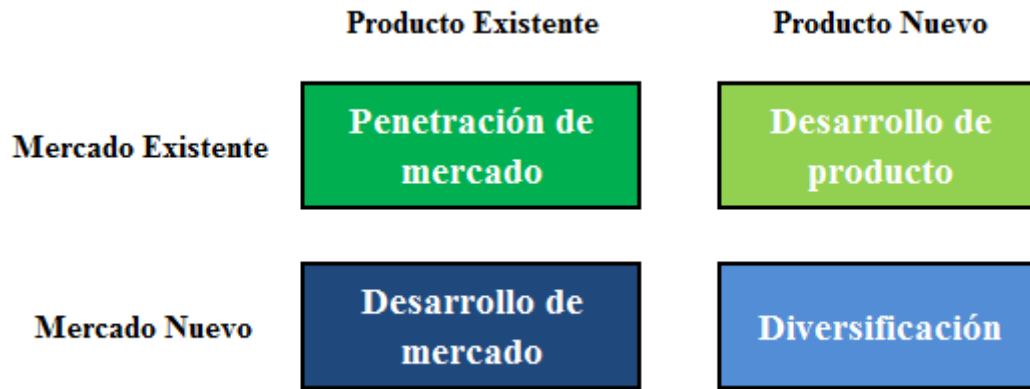 Producto Existente
Producto Nuevo
Mercado Existente
Penetración de
mercado
Desarrollo de
producto
Mercado Nuevo
Desarrollo de
mercado
Diversificación